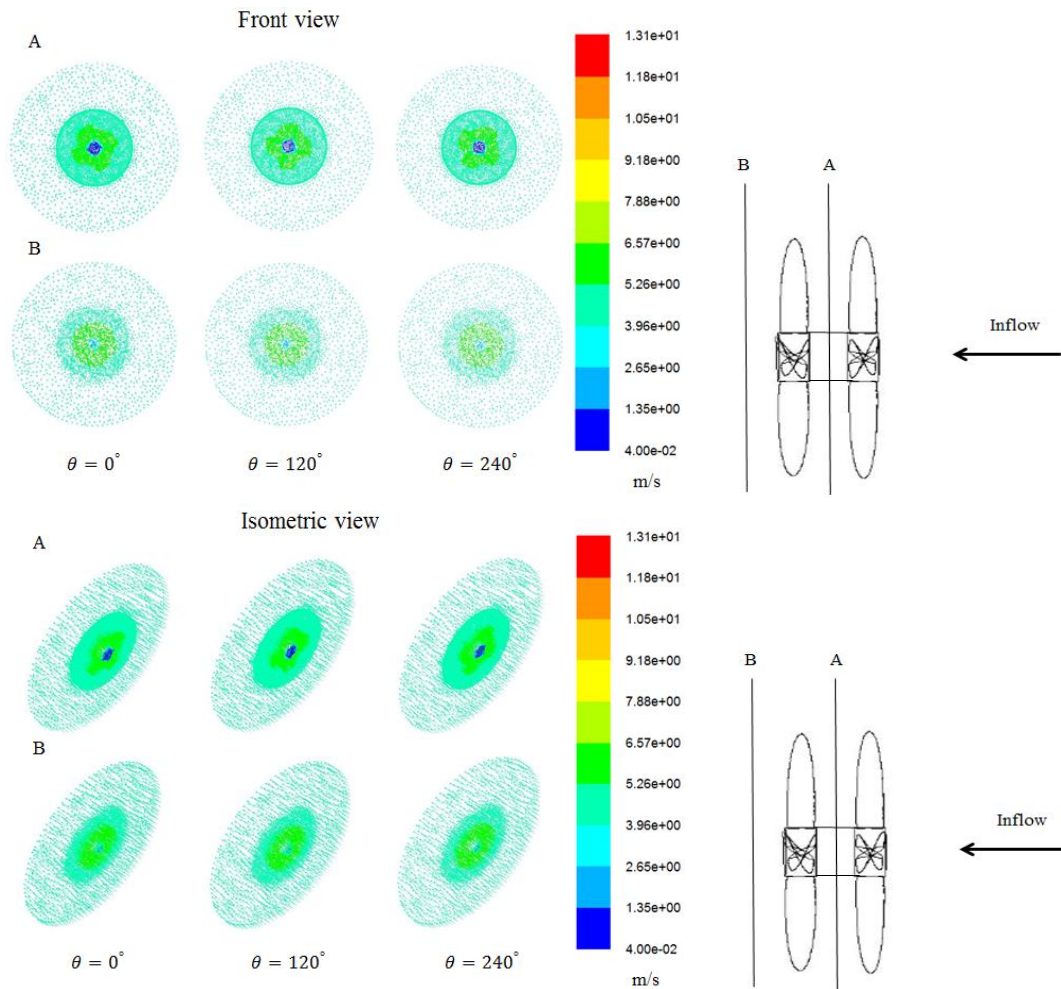 Front view
A
B
θ = 0°
θ = 120°
θ = 240°
1.31e+01
1.18e+01
1.05e+01
9.18e+00
7.88e+00
6.57e+00
5.26e+00
3.96e+00
2.65e+00
1.35e+00
4.00e-02
m/s
B
A
Inflow
Isometric view
A
B
θ = 0°
θ = 120°
θ = 240°
1.31e+01
1.18e+01
1.05e+01
9.18e+00
7.88e+00
6.57e+00
5.26e+00
3.96e+00
2.65e+00
1.35e+00
4.00e-02
m/s
B
A
Inflow